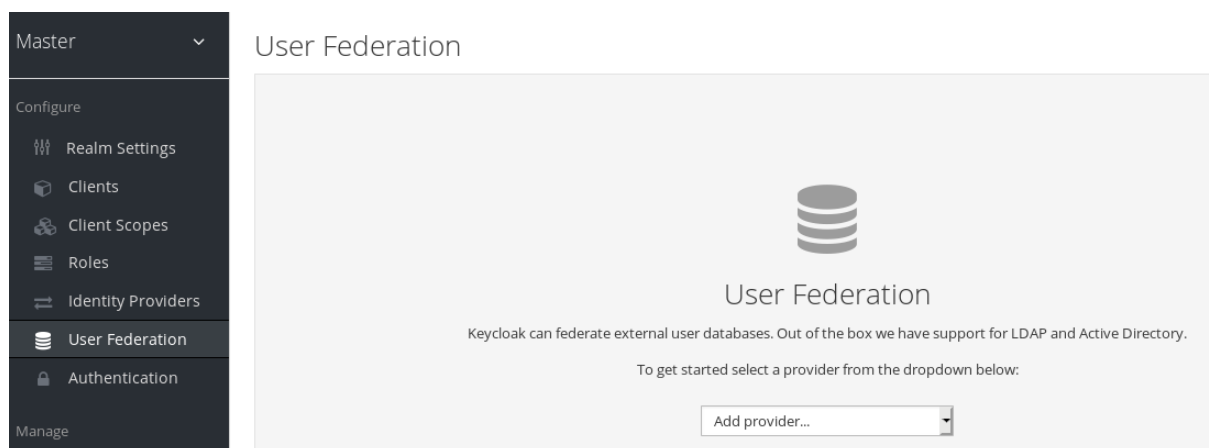 Master
Configure
Realm Settings
Clients
Client Scopes
Roles
Identity Providers
User Federation
Authentication
Manage
User Federation
User Federation
Keycloak can federate external user databases. Out of the box we have support for LDAP and Active Directory.
To get started select a provider from the dropdown below:
Add provider...